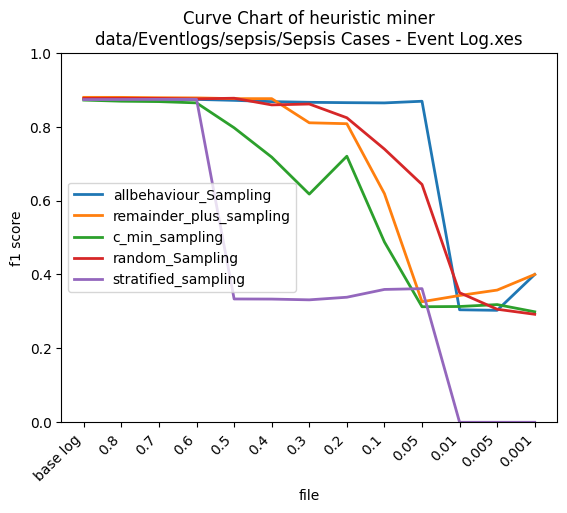 Curve Chart of heuristic miner
data/Eventlogs/sepsis/Sepsis Cases - Event Log.xes
1.0
0.8
0.6
0.4
0.2
0.0
f1 score
allbehaviour_Sampling
remainder_plus_sampling
c_min_sampling
random_Sampling
stratified_sampling
base log
0.8
0.7
0.6
0.5
0.4
0.3
0.2
0.1
0.05
0.01
0.005
0.001
file